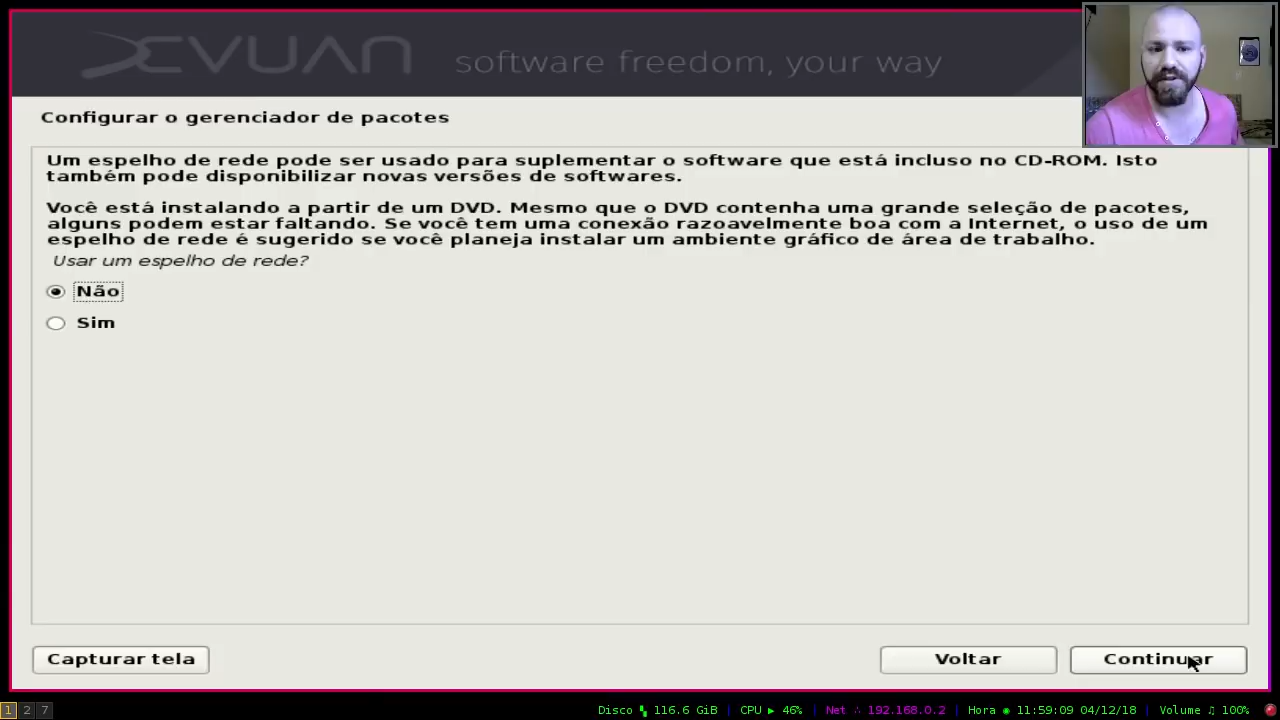 DEVUAN software freedom, your way
Configurar o gerenciador de pacotes
Um espelho de rede pode ser usado para suplementar o software que está incluso no CD-ROM. Isto
também pode disponibilizar novas versões de softwares.
Você está instalando a partir de um DVD. Mesmo que o DVD contenha uma grande seleção de pacotes,
alguns podem estar faltando. Se você tem uma conexão razoavelmente boa com a Internet, o uso de um
espelho de rede é sugerido se você planeja instalar um ambiente gráfico de área de trabalho.
Usar um espelho de rede?
Não
Sim
Capturar tela Voltar Continuar
1 2 7 Disco 116.6 GiB | CPU ▶ 46% | Net ∴ 192.168.0.2 | Hora ◉ 11:59:09 04/12/18 | Volume ♫ 100%